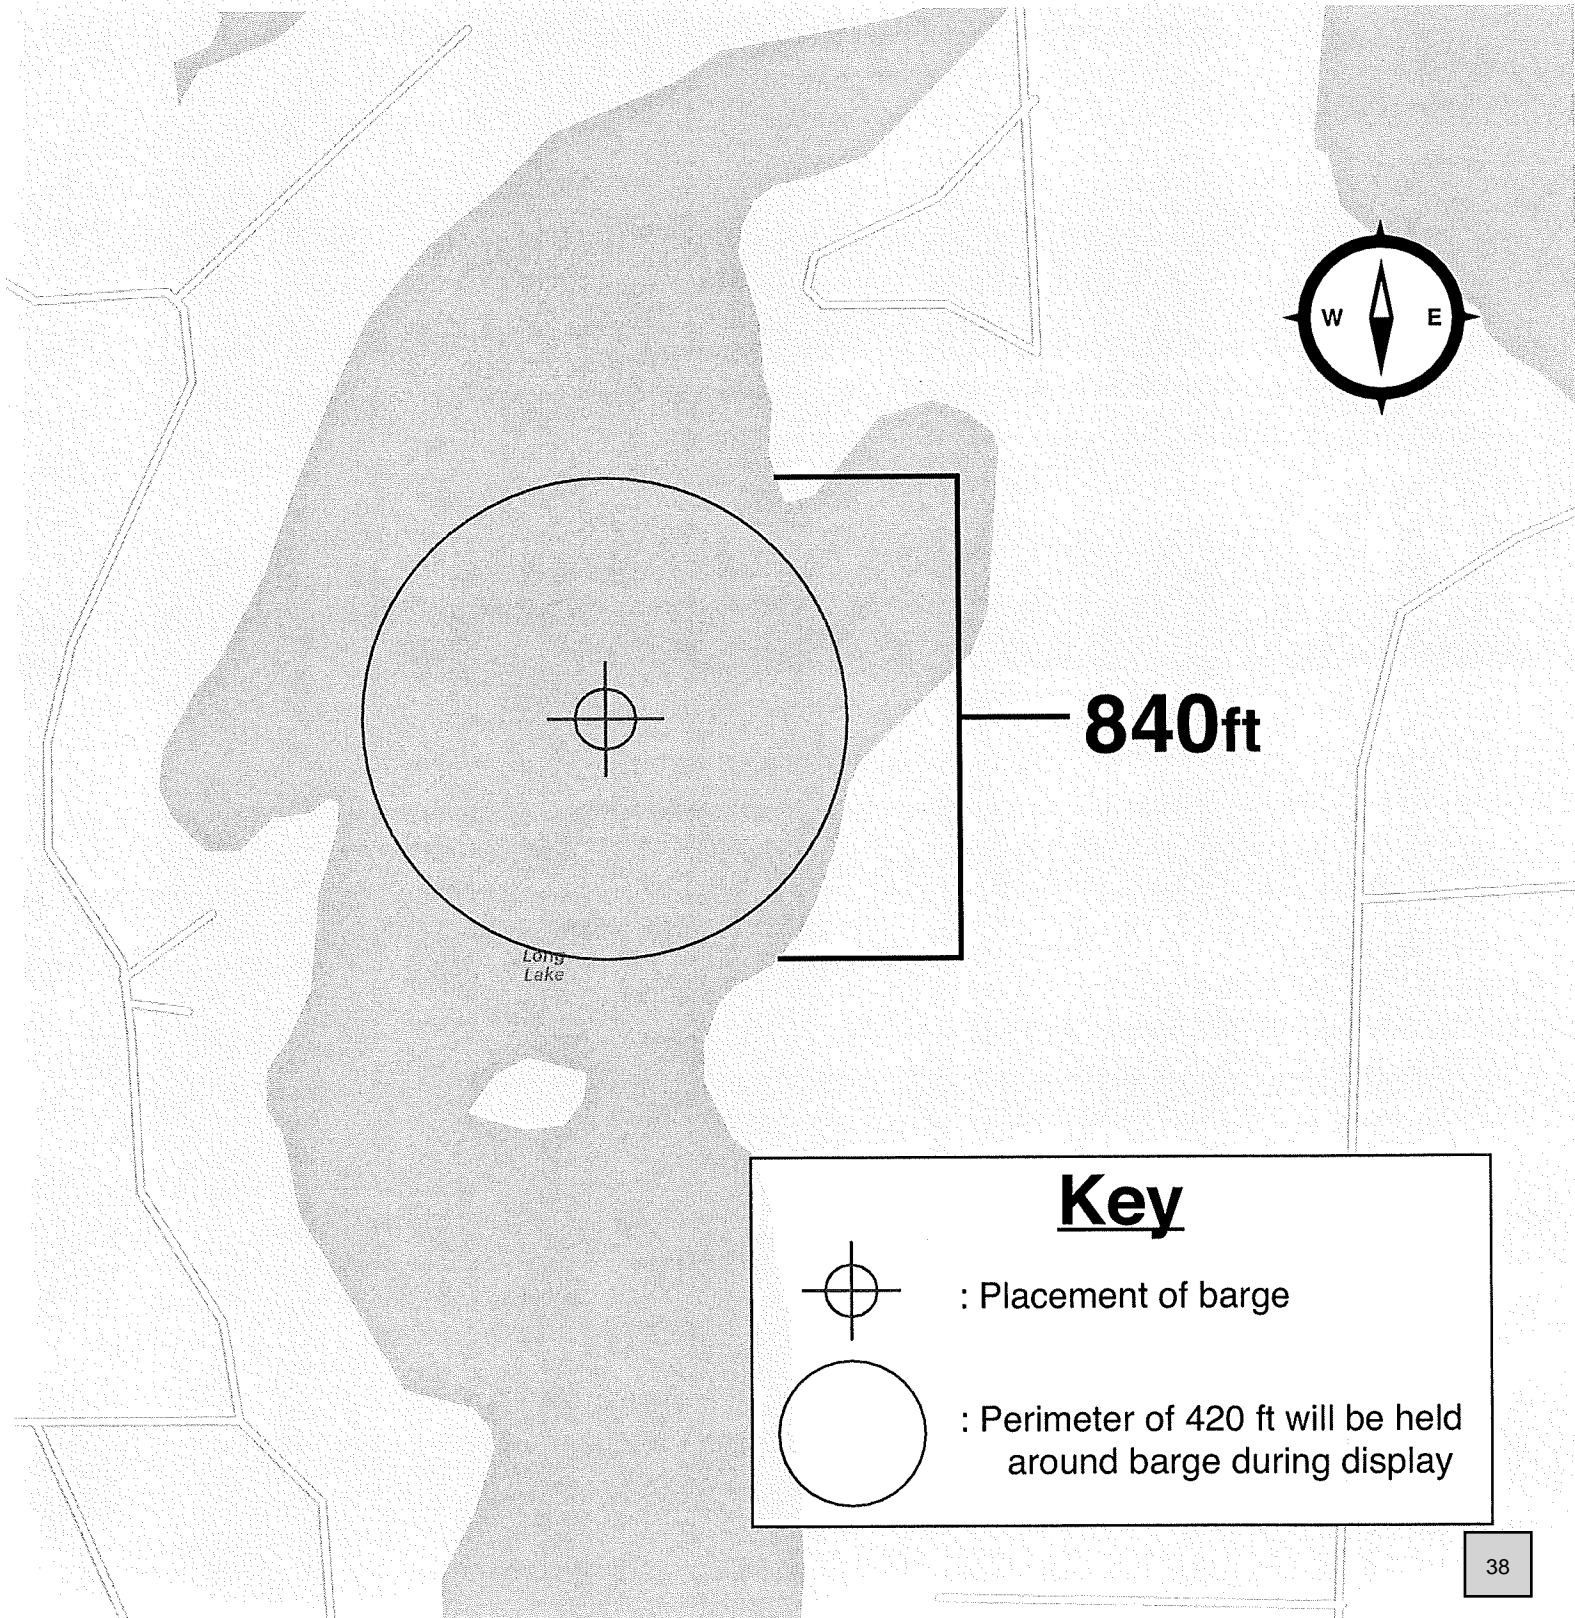 W E
840ft
Long
Lake
Key
: Placement of barge
: Perimeter of 420 ft will be held
around barge during display
38